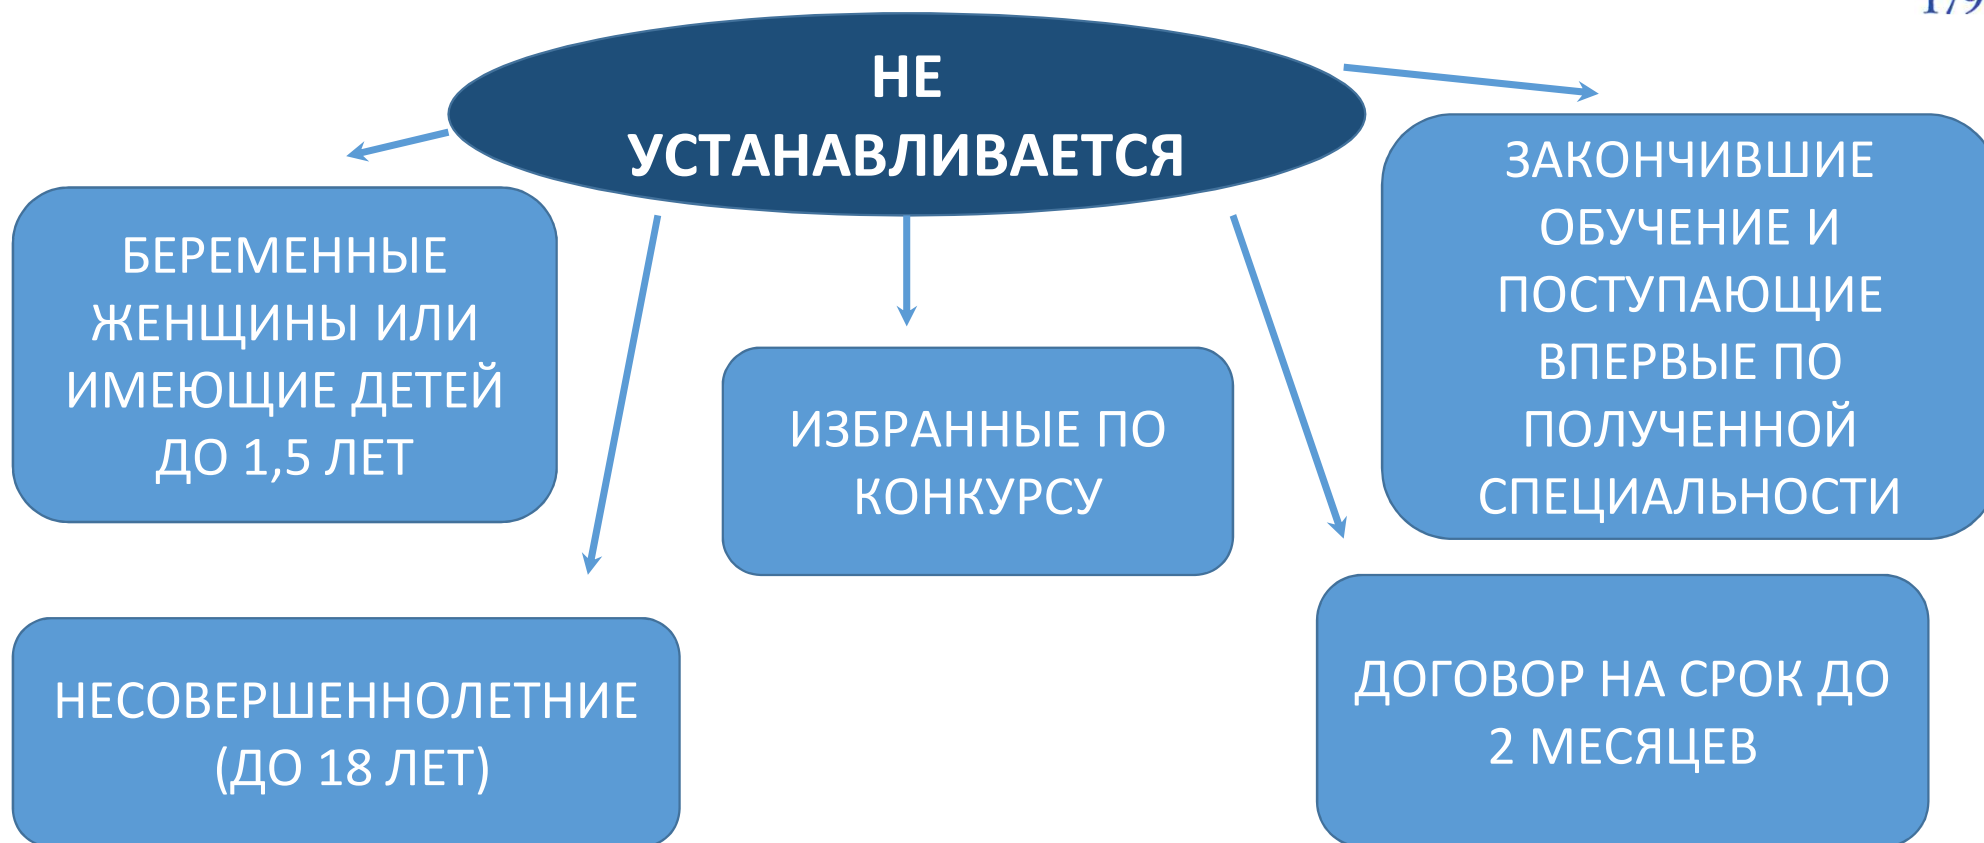 179
НЕ
УСТАНАВЛИВАЕТСЯ
БЕРЕМЕННЫЕ
ЖЕНЩИНЫ ИЛИ
ИМЕЮЩИЕ ДЕТЕЙ
ДО 1,5 ЛЕТ
ИЗБРАННЫЕ ПО
КОНКУРСУ
ЗАКОНЧИВШИЕ
ОБУЧЕНИЕ И
ПОСТУПАЮЩИЕ
ВПЕРВЫЕ ПО
ПОЛУЧЕННОЙ
СПЕЦИАЛЬНОСТИ
НЕСОВЕРШЕННОЛЕТНИЕ
(ДО 18 ЛЕТ)
ДОГОВОР НА СРОК ДО
2 МЕСЯЦЕВ